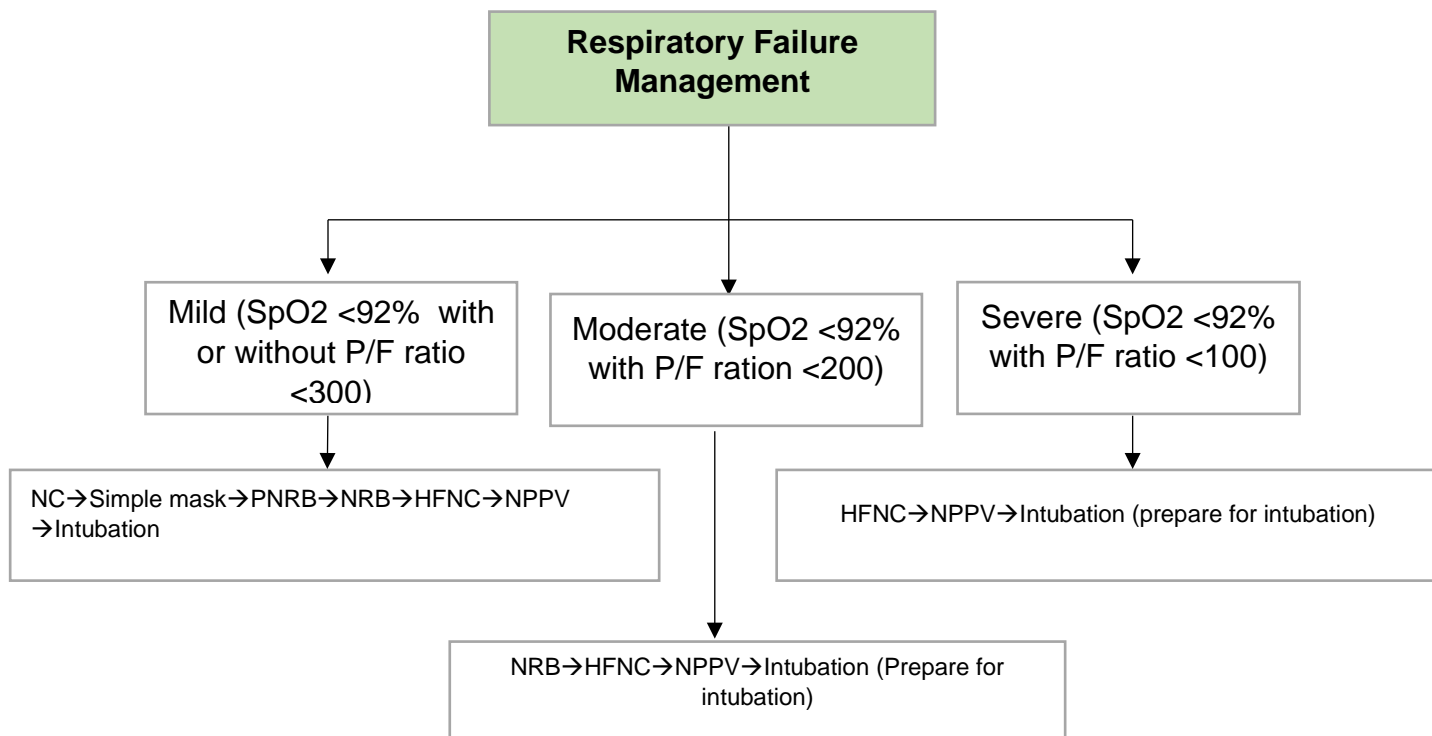 Respiratory Failure
Management
Mild (SpO2 <92% with
or without P/F ratio
<300)
Moderate (SpO2 <92%
with P/F ration <200)
Severe (SpO2 <92%
with P/F ratio <100)
NC→Simple mask→PNRB→NRB→HFNC→NPPV
→Intubation
HFNC→NPPV→Intubation (prepare for intubation)
NRB→HFNC→NPPV→Intubation (Prepare for
intubation)